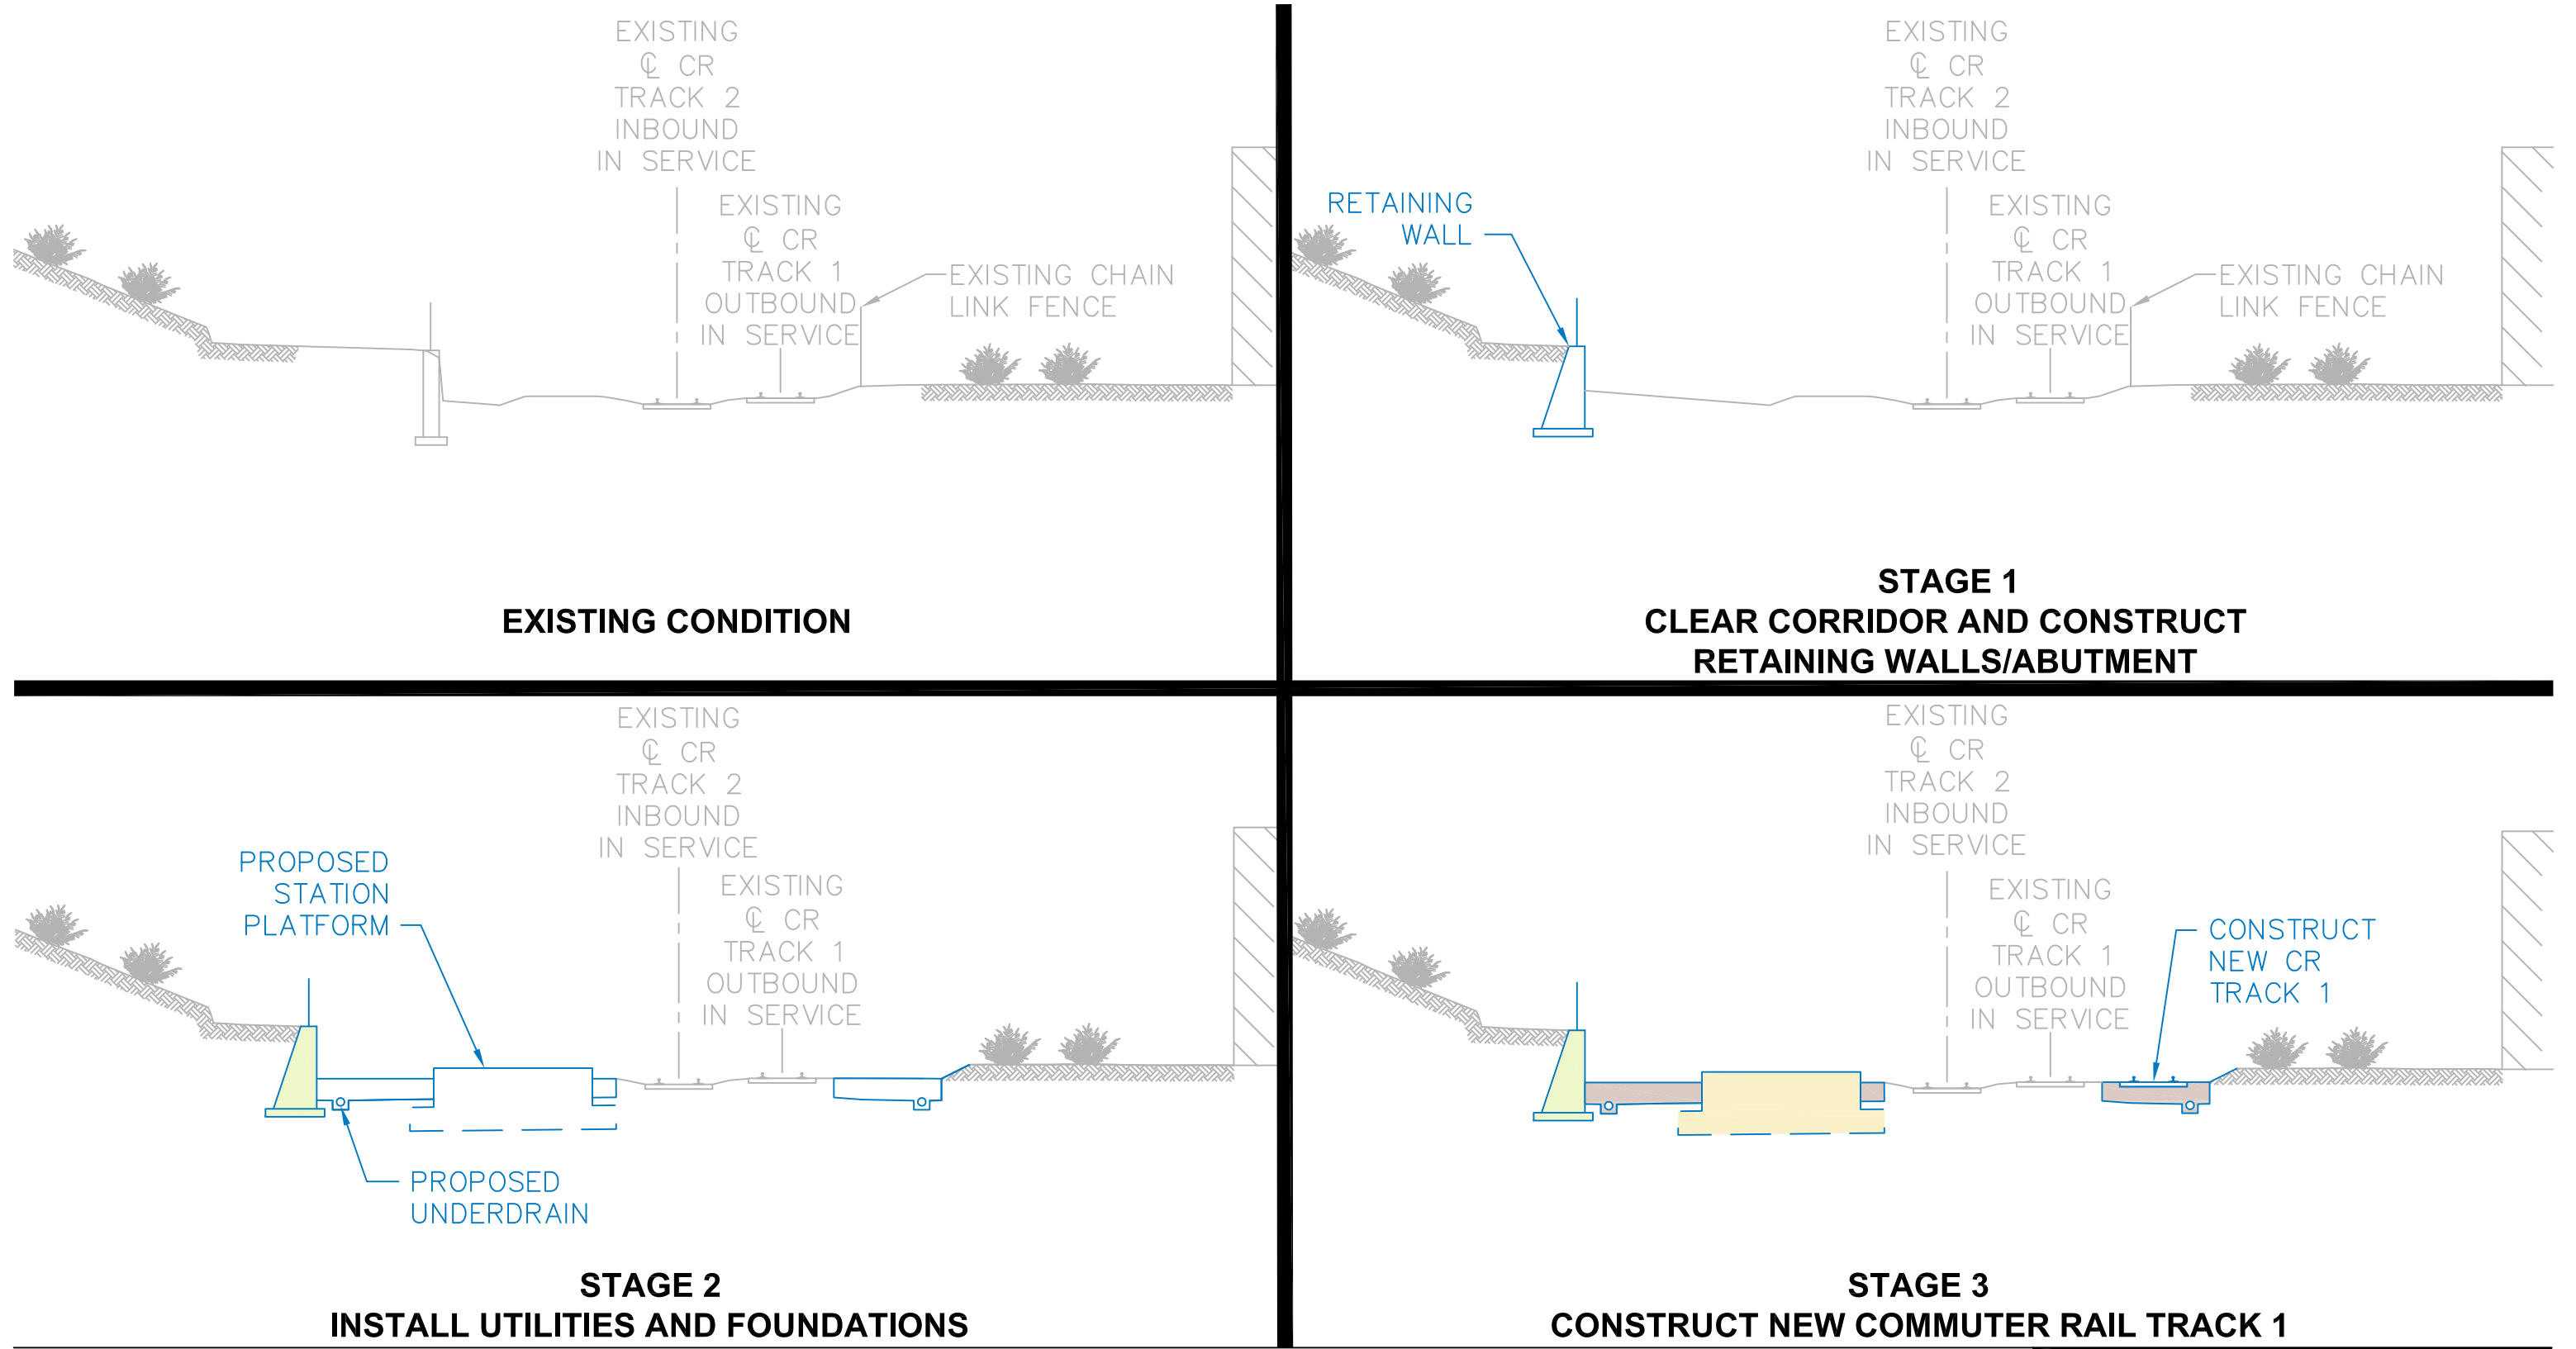 EXISTING
℄ CR
TRACK 2
INBOUND
IN SERVICE
EXISTING
℄ CR
TRACK 1
OUTBOUND
IN SERVICE
EXISTING CHAIN
LINK FENCE
EXISTING CONDITION
EXISTING
℄ CR
TRACK 2
INBOUND
IN SERVICE
RETAINING
WALL
EXISTING
℄ CR
TRACK 1
OUTBOUND
IN SERVICE
EXISTING CHAIN
LINK FENCE
STAGE 1
CLEAR CORRIDOR AND CONSTRUCT
RETAINING WALLS/ABUTMENT
EXISTING
℄ CR
TRACK 2
INBOUND
IN SERVICE
PROPOSED
STATION
PLATFORM
EXISTING
℄ CR
TRACK 1
OUTBOUND
IN SERVICE
PROPOSED
UNDERDRAIN
STAGE 2
INSTALL UTILITIES AND FOUNDATIONS
EXISTING
℄ CR
TRACK 2
INBOUND
IN SERVICE
EXISTING
℄ CR
TRACK 1
OUTBOUND
IN SERVICE
CONSTRUCT
NEW CR
TRACK 1
STAGE 3
CONSTRUCT NEW COMMUTER RAIL TRACK 1